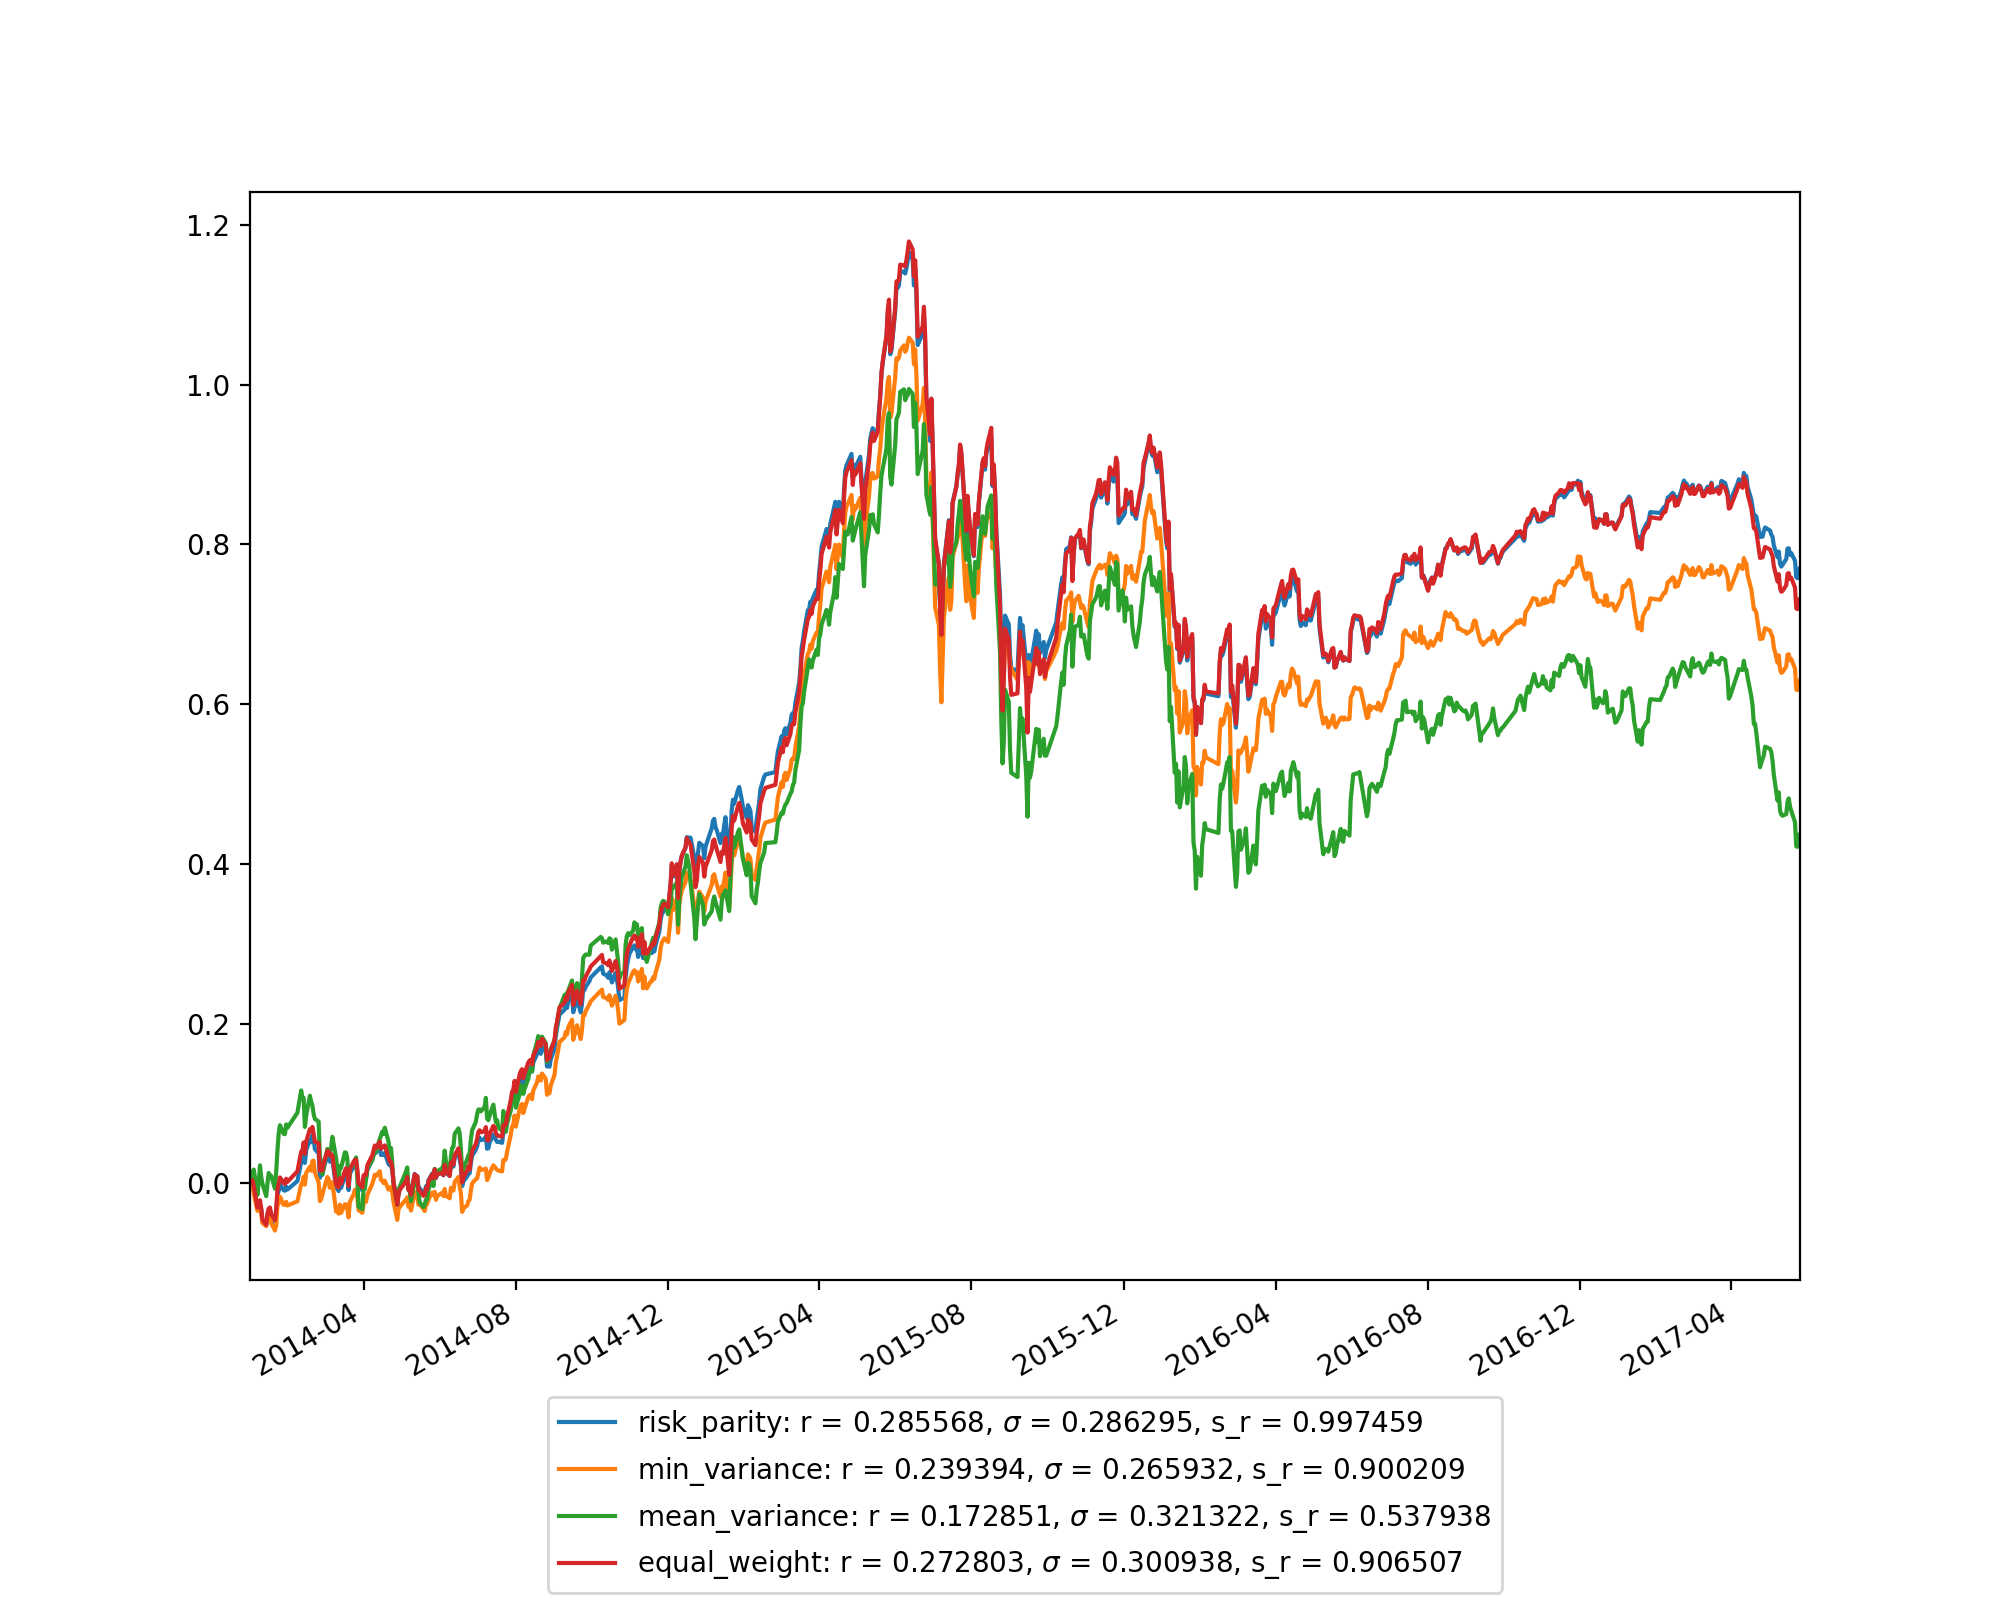 1.2
1.0
0.8
0.6
0.4
0.2
0.0
2014-04 2014-08 2014-12 2015-04 2015-08 2015-12 2016-04 2016-08 2016-12 2017-04
risk_parity: r = 0.285568, σ = 0.286295, s_r = 0.997459
min_variance: r = 0.239394, σ = 0.265932, s_r = 0.900209
mean_variance: r = 0.172851, σ = 0.321322, s_r = 0.537938
equal_weight: r = 0.272803, σ = 0.300938, s_r = 0.906507